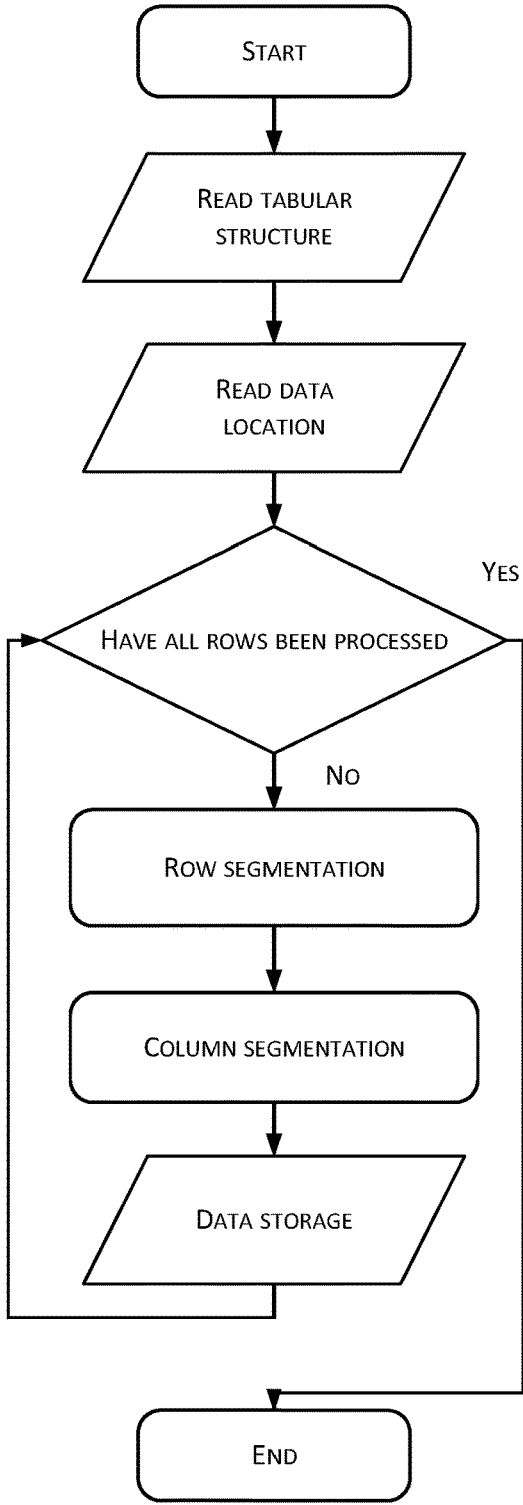 START
READ TABULAR
STRUCTURE
READ DATA
LOCATION
YES
HAVE ALL ROWS BEEN PROCESSED
NO
ROW SEGMENTATION
COLUMN SEGMENTATION
DATA STORAGE
END